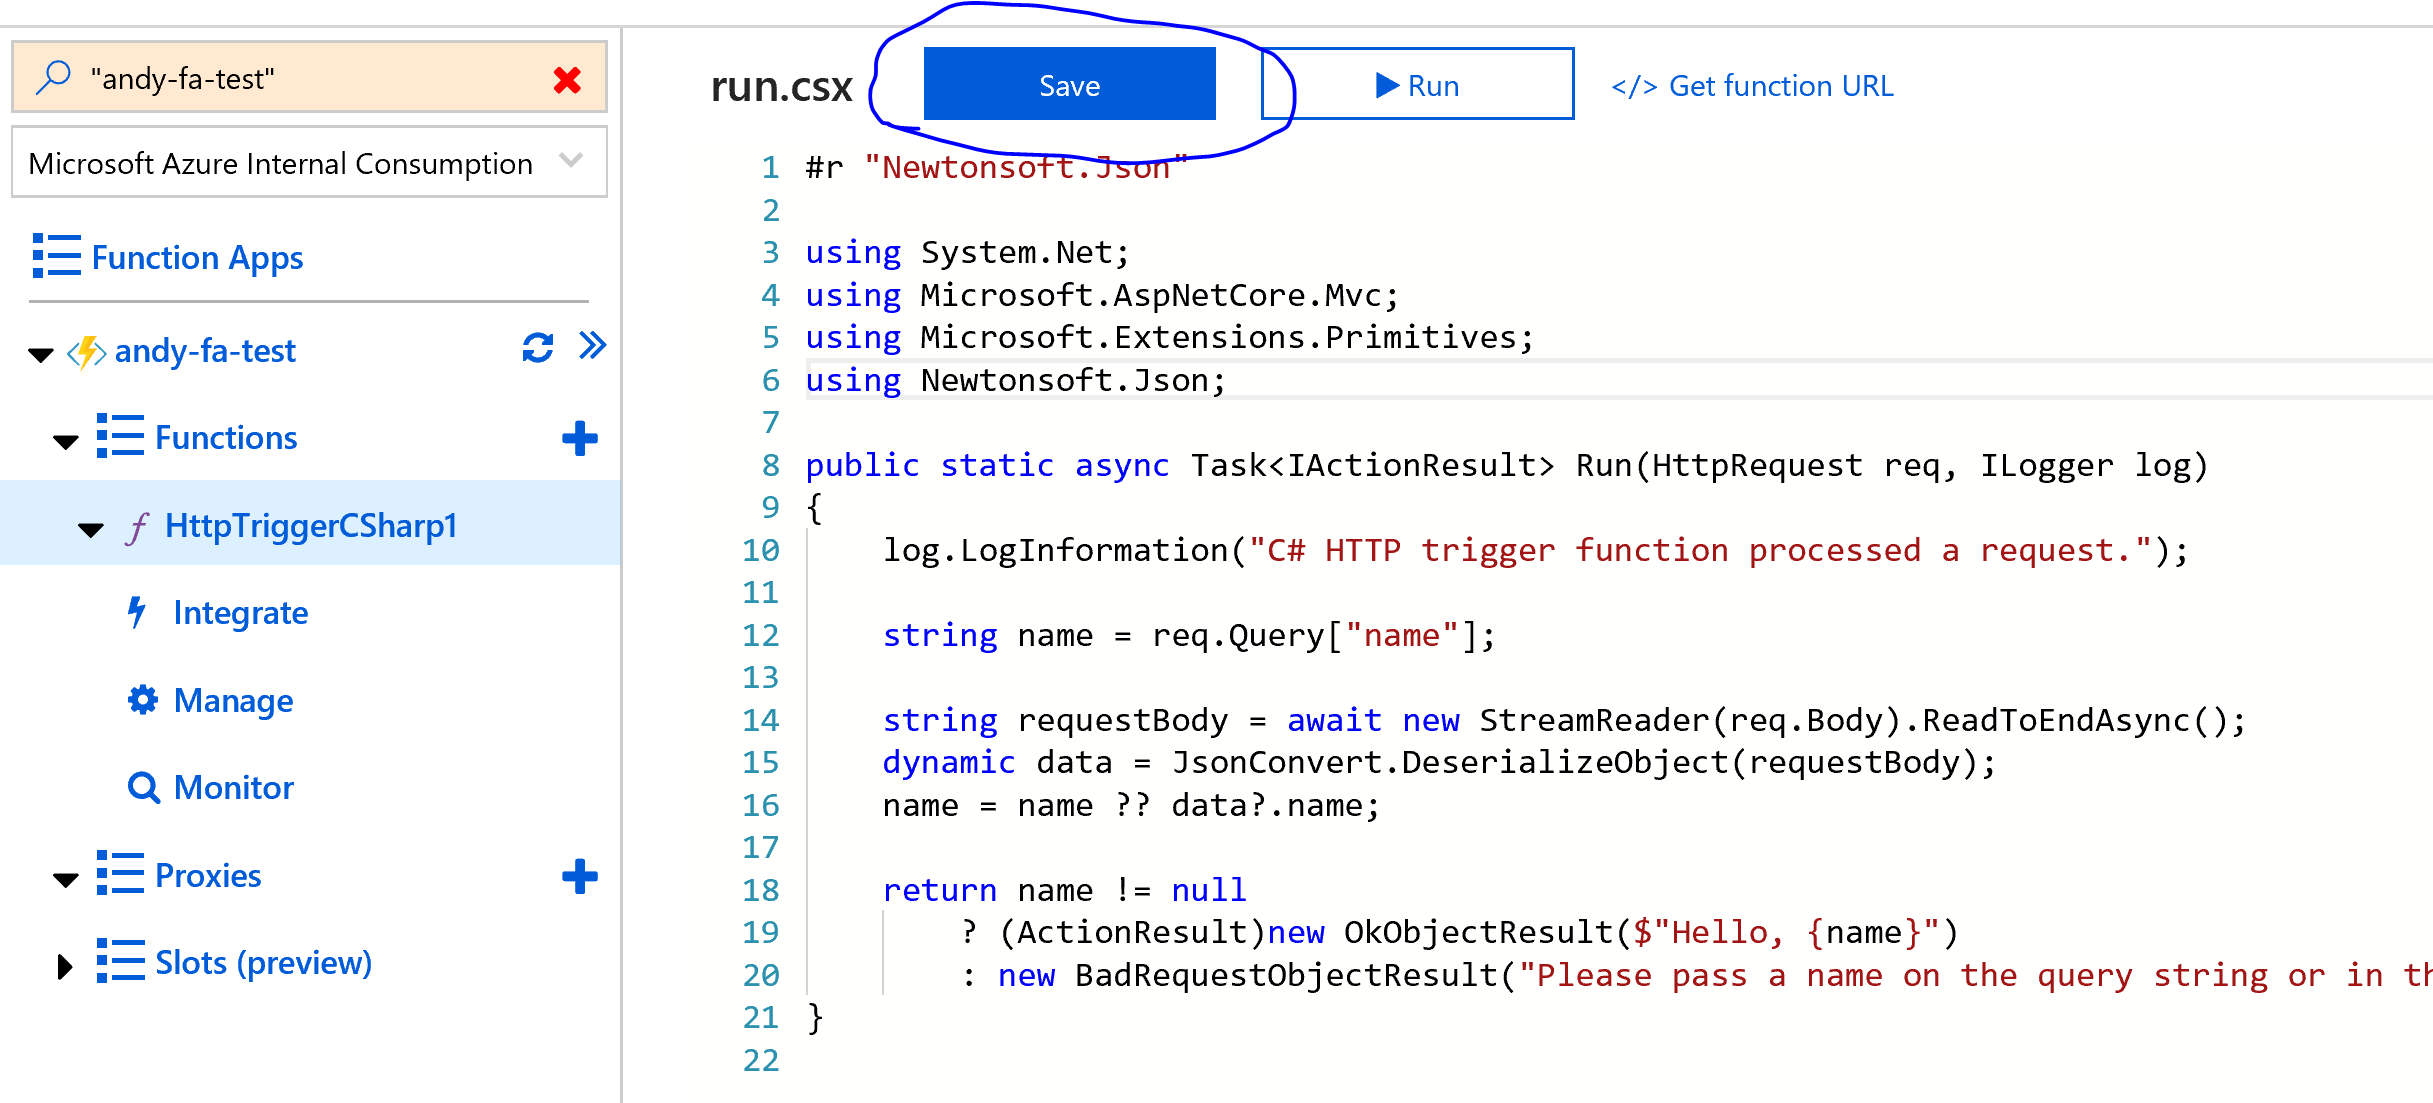 "andy-fa-test"
Microsoft Azure Internal Consumption
Function Apps
andy-fa-test
Functions
HttpTriggerCSharp1
Integrate
Manage
Monitor
Proxies
Slots (preview)
run.csx Save Run </> Get function URL
1 #r "Newtonsoft.Json"
2
3 using System.Net;
4 using Microsoft.AspNetCore.Mvc;
5 using Microsoft.Extensions.Primitives;
6 using Newtonsoft.Json;
7
8 public static async Task<IActionResult> Run(HttpRequest req, ILogger log)
9 {
10     log.LogInformation("C# HTTP trigger function processed a request.");
11
12     string name = req.Query["name"];
13
14     string requestBody = await new StreamReader(req.Body).ReadToEndAsync();
15     dynamic data = JsonConvert.DeserializeObject(requestBody);
16     name = name ?? data?.name;
17
18     return name != null
19         ? (ActionResult)new OkObjectResult($"Hello, {name}")
20         : new BadRequestObjectResult("Please pass a name on the query string or in th
21 }
22